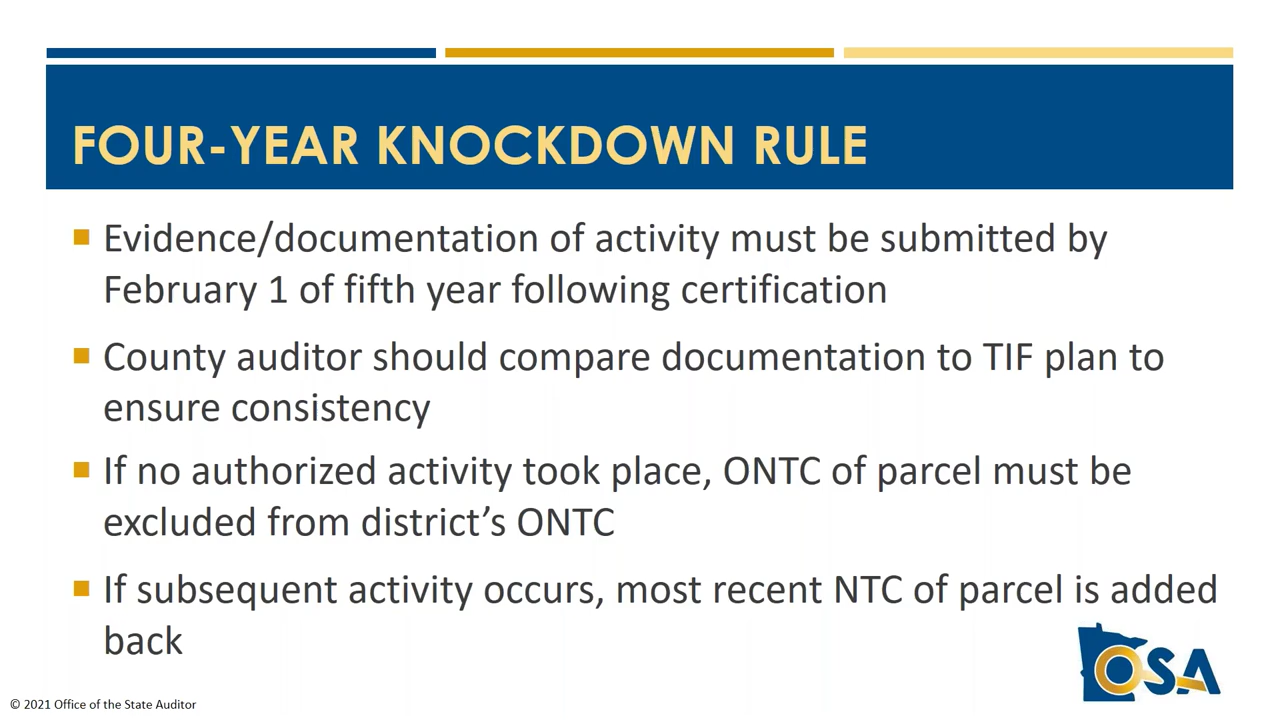 FOUR-YEAR KNOCKDOWN RULE
Evidence/documentation of activity must be submitted by
February 1 of fifth year following certification
County auditor should compare documentation to TIF plan to
ensure consistency
If no authorized activity took place, ONTC of parcel must be
excluded from district’s ONTC
If subsequent activity occurs, most recent NTC of parcel is added
back
OSA
© 2021 Office of the State Auditor